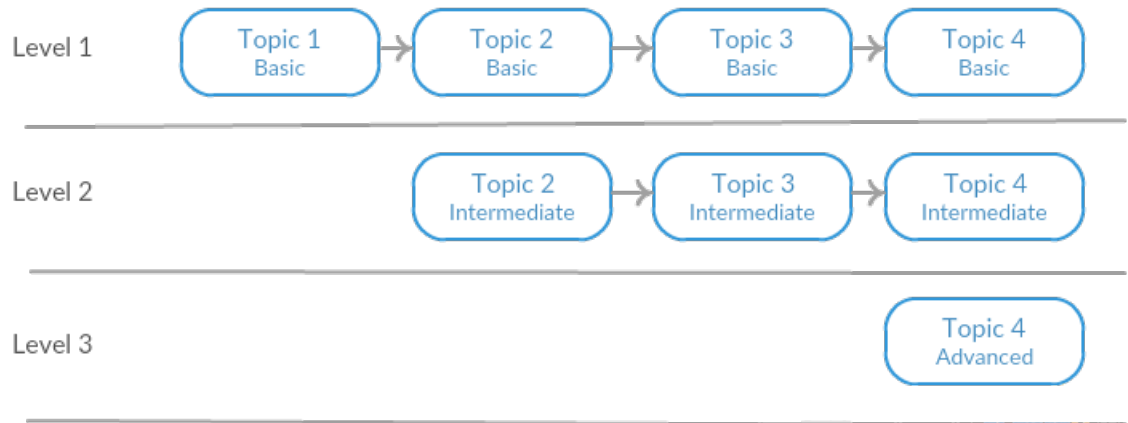 Level 1
Topic 1
Basic
Topic 2
Basic
Topic 3
Basic
Topic 4
Basic
Level 2
Topic 2
Intermediate
Topic 3
Intermediate
Topic 4
Intermediate
Level 3
Topic 4
Advanced